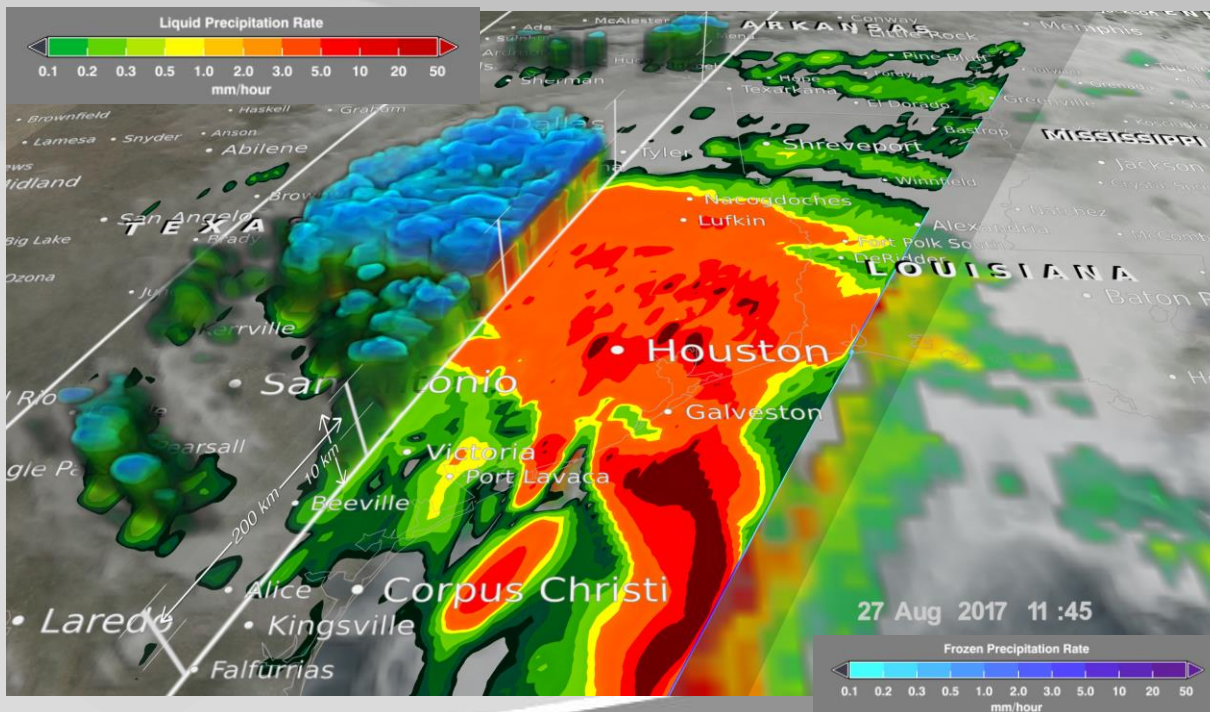 Liquid Precipitation Rate
0.1 0.2 0.3 0.5 1.0 2.0 3.0 5.0 10 20 50
mm/hour
Ada
McAlester
ARKANSAS
Conway
Memphis
Rock
Sherman
Pine Bluff
Hope
Texarkana
El Dorado
Greenville
Haskell
Graham
Brownfield
Lamesa
Snyder
Anson
Abilene
Dallas
Bastrop
MISSISSIPPI
Tyler
Shreveport
Jackson
Midland
Winnfield
Nacogdoches
San Angelo
Lufkin
Alexandria
Natchez
TEXA
Big Lake
Brady
Fort Polk South
DeRidder
LOUISIANA
Ozona
Baton R
Kerrville
Houston
San Antonio
Galveston
Pearsall
Victoria
Port Lavaca
10 km
200 km
Beeville
Alice
Corpus Christi
27 Aug 2017 11:45
Laredo
Kingsville
Falfurrias
Frozen Precipitation Rate
0.1 0.2 0.3 0.5 1.0 2.0 3.0 5.0 10 20 50
mm/hour